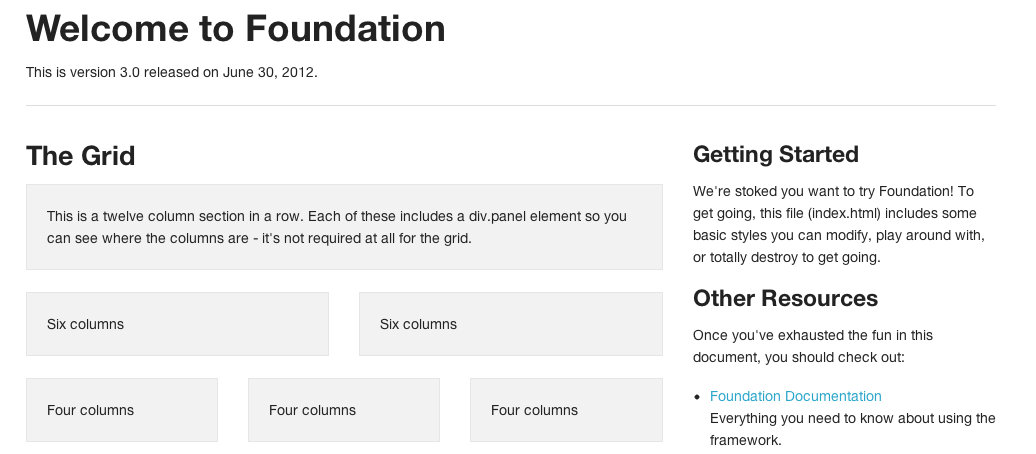 Welcome to Foundation
This is version 3.0 released on June 30, 2012.
The Grid
This is a twelve column section in a row. Each of these includes a div.panel element so you
can see where the columns are - it's not required at all for the grid.
Six columns
Six columns
Four columns
Four columns
Four columns
Getting Started
We're stoked you want to try Foundation! To
get going, this file (index.html) includes some
basic styles you can modify, play around with,
or totally destroy to get going.
Other Resources
Once you've exhausted the fun in this
document, you should check out:
• Foundation Documentation
Everything you need to know about using the
framework.